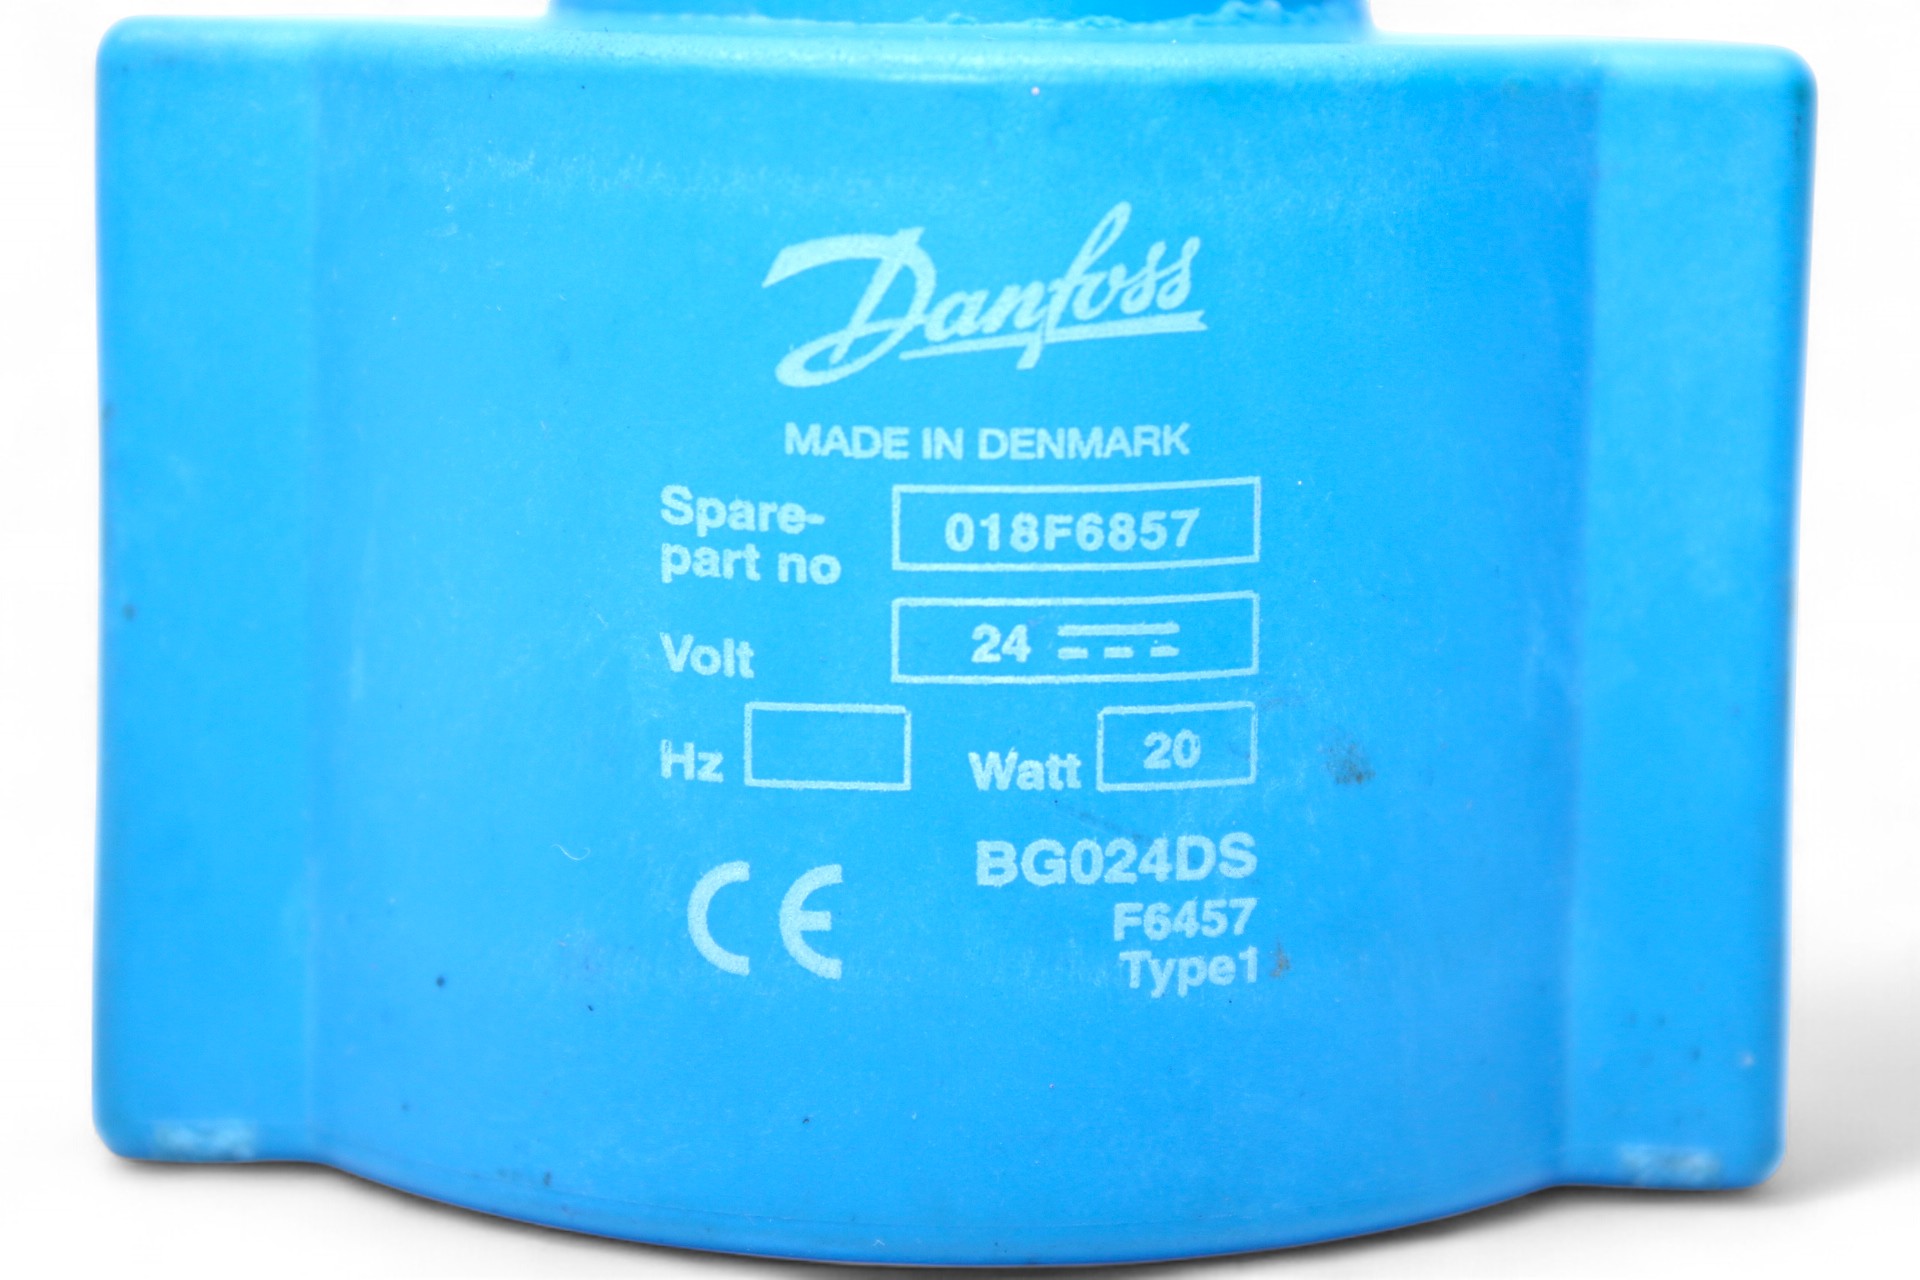 Danfoss
MADE IN DENMARK
Spare-
part no 018F6857
Volt 24 ⎓
Hz Watt 20
CE BG024DS
F6457
Type1